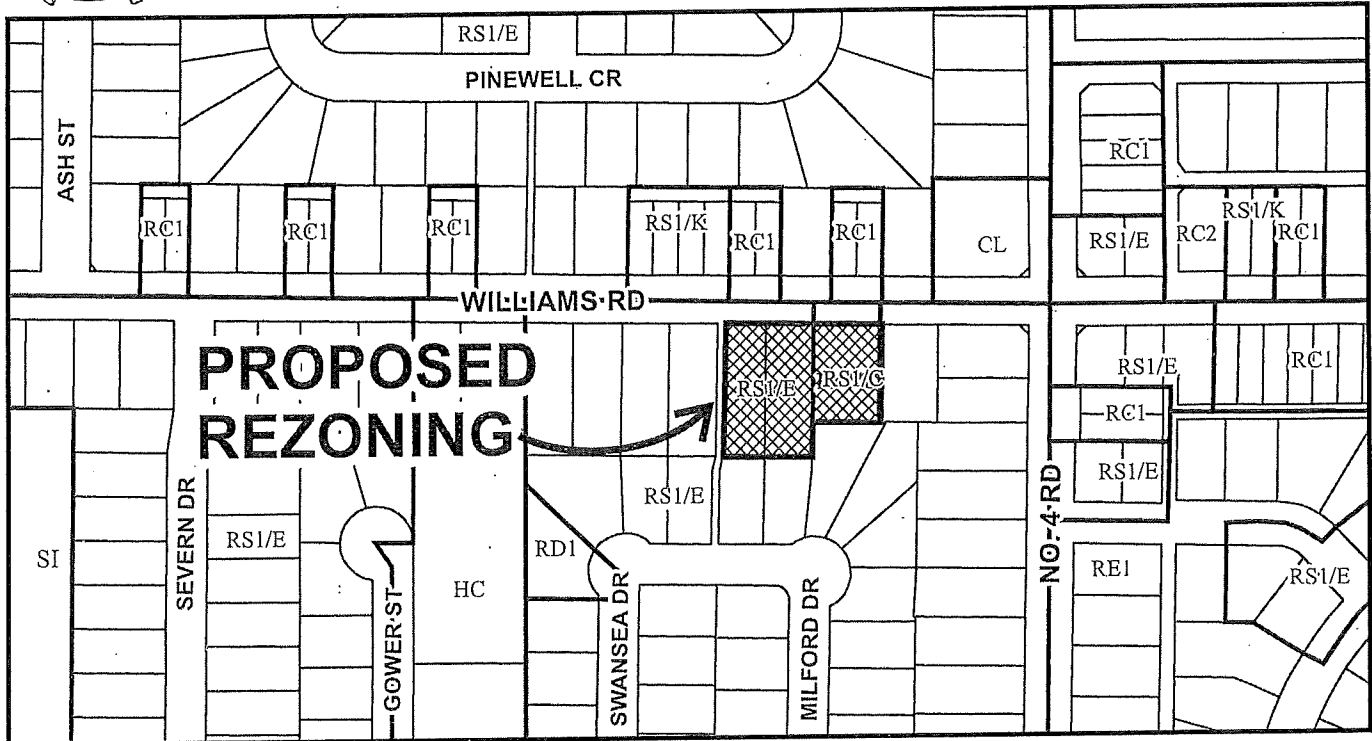 RS1/E
PINEWELL CR
ASH ST
RC1
RC1
RC1
RC1
RS1/K
RC1
RC1
CL
RS1/E
RC2
RS1/K
RC1
WILLIAMS RD
PROPOSED
REZONING
RS1/E
RS1/C
RS1/E
RC1
RC1
RS1/E
RS1/E
RS1/E
SI
SEVERN DR
GOWER ST
HC
RD1
SWANSEA DR
MILFORD DR
NO. 4 RD
RE1
RS1/E